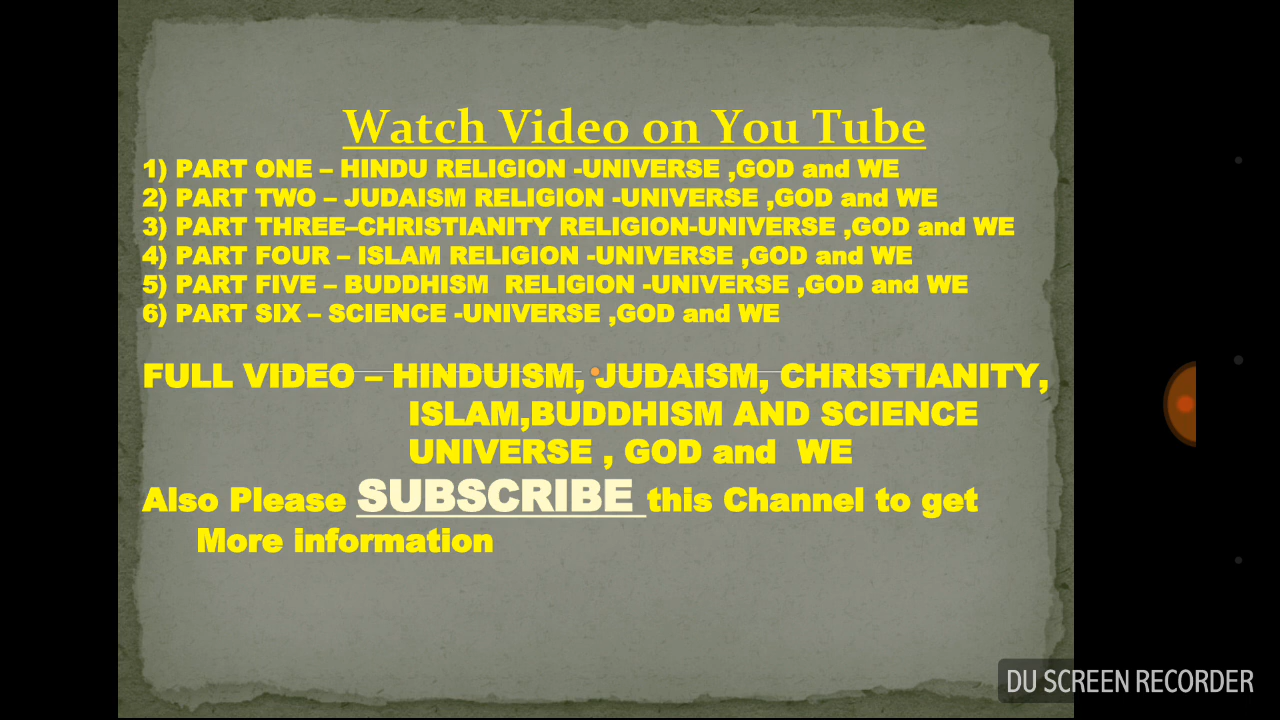 Watch Video on You Tube
1) PART ONE – HINDU RELIGION -UNIVERSE ,GOD and WE
2) PART TWO – JUDAISM RELIGION -UNIVERSE ,GOD and WE
3) PART THREE–CHRISTIANITY RELIGION-UNIVERSE ,GOD and WE
4) PART FOUR – ISLAM RELIGION -UNIVERSE ,GOD and WE
5) PART FIVE – BUDDHISM  RELIGION -UNIVERSE ,GOD and WE
6) PART SIX – SCIENCE -UNIVERSE ,GOD and WE
FULL VIDEO – HINDUISM, JUDAISM, CHRISTIANITY,
ISLAM,BUDDHISM AND SCIENCE
UNIVERSE , GOD and  WE
Also Please SUBSCRIBE this Channel to get
More information
DU SCREEN RECORDER